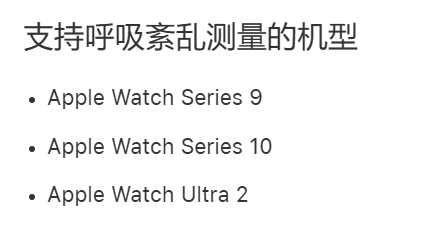 支持呼吸紊乱测量的机型
• Apple Watch Series 9
• Apple Watch Series 10
• Apple Watch Ultra 2